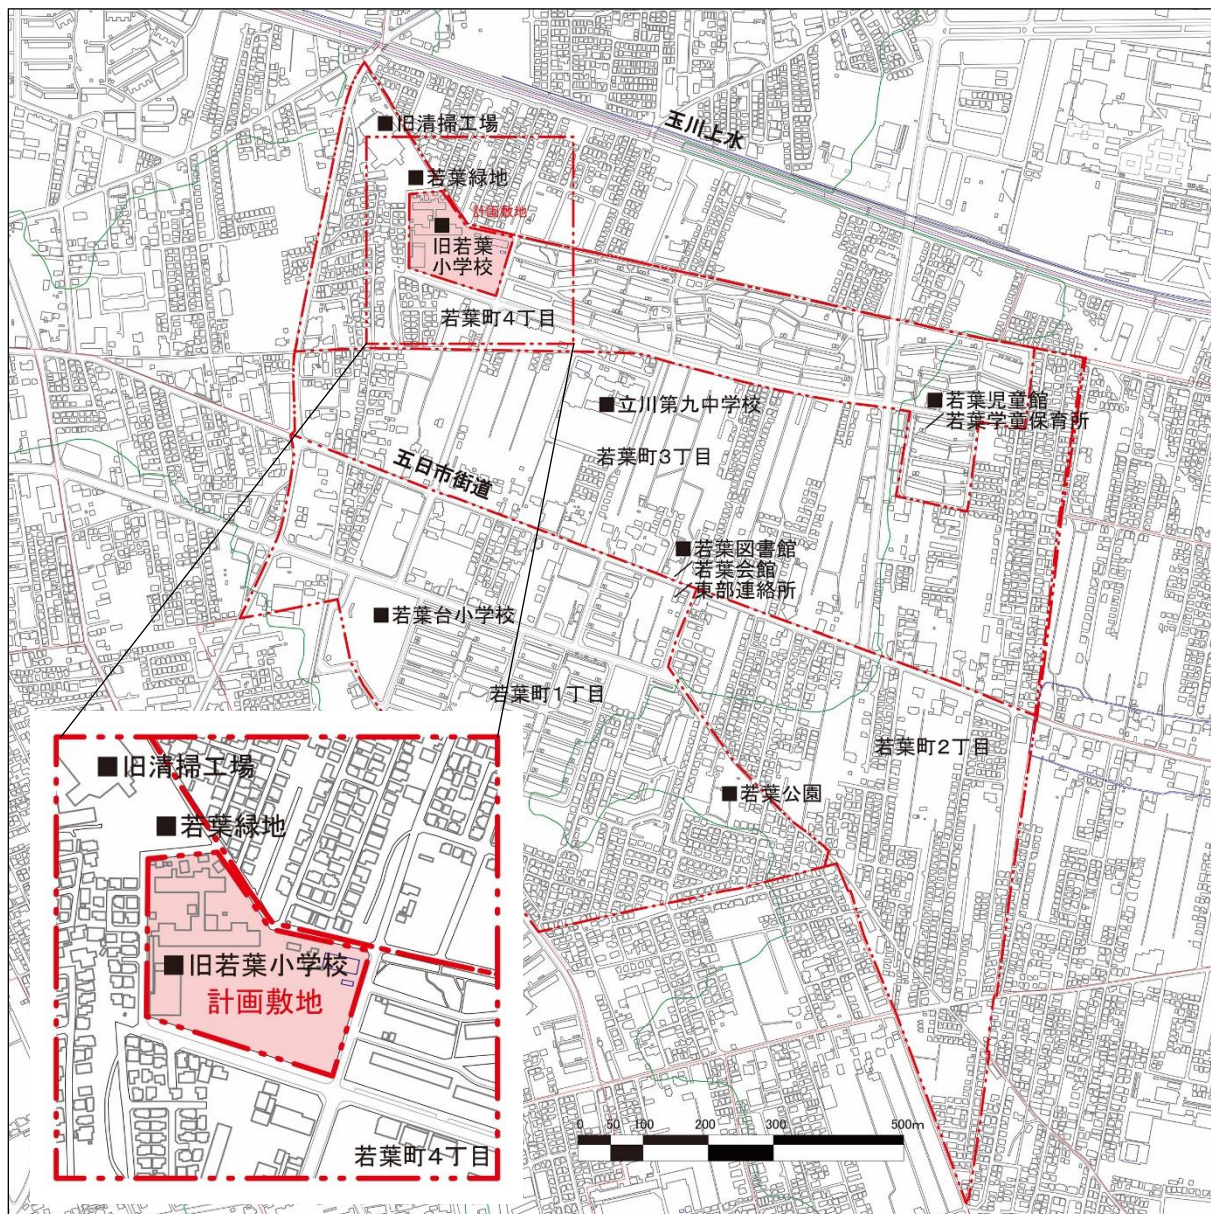 玉川上水
■旧清掃工場
■若葉緑地
計画敷地
■
旧若葉
小学校
若葉町4丁目
■立川第九中学校
■若葉児童館
若葉学童保育所
若葉町3丁目
五日市街道
■若葉図書館
若葉会館
東部連絡所
■若葉台小学校
若葉町1丁目
若葉町2丁目
■若葉公園
■旧清掃工場
■若葉緑地
■旧若葉小学校
計画敷地
若葉町4丁目
0 50 100 200 300 500m